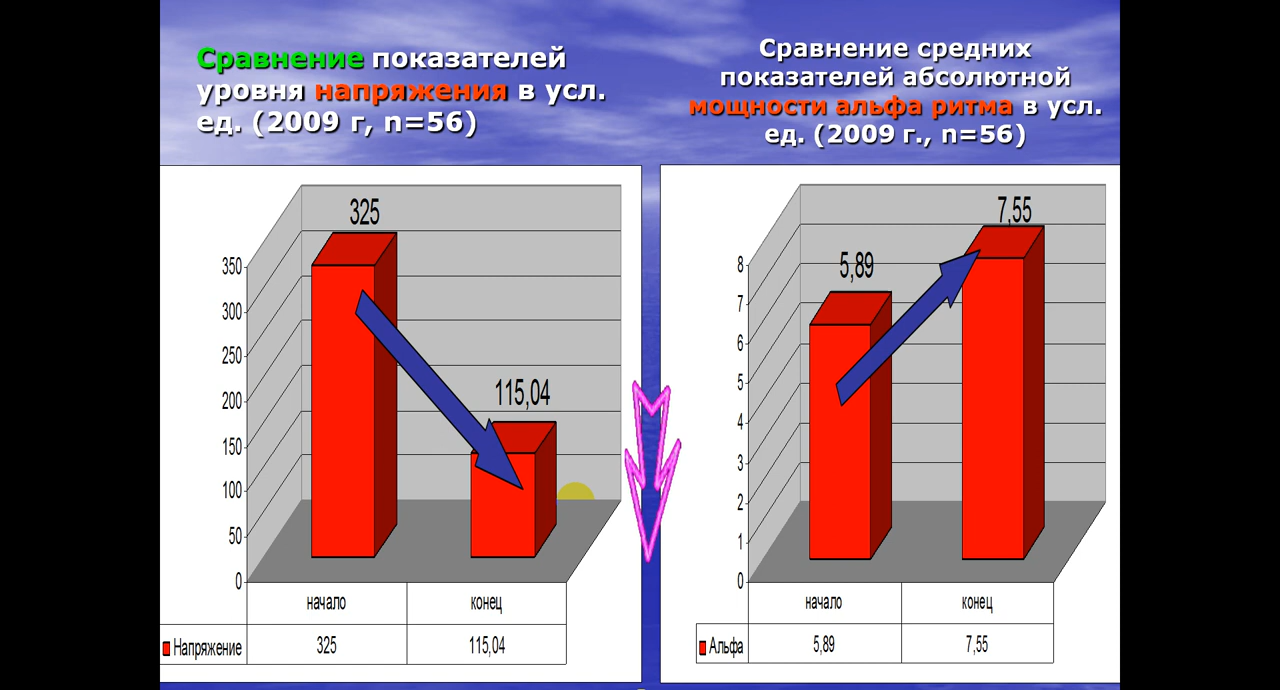 Сравнение показателей
уровня напряжения в усл.
ед. (2009 г, n=56)
325
115,04
350
300
250
200
150
100
50
0
начало конец
Напряжение 325 115,04
Сравнение средних
показателей абсолютной
мощности альфа ритма в усл.
ед. (2009 г., n=56)
7,55
5,89
8
7
6
5
4
3
2
1
0
начало конец
Альфа 5,89 7,55